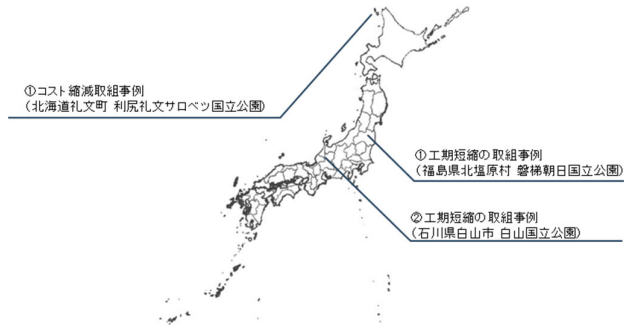 ①コスト縮減取組事例
（北海道礼文町 利尻礼文サロベツ国立公園）
①工期短縮の取組事例
（福島県北塩原村 磐梯朝日国立公園）
②工期短縮の取組事例
（石川県白山市 白山国立公園）